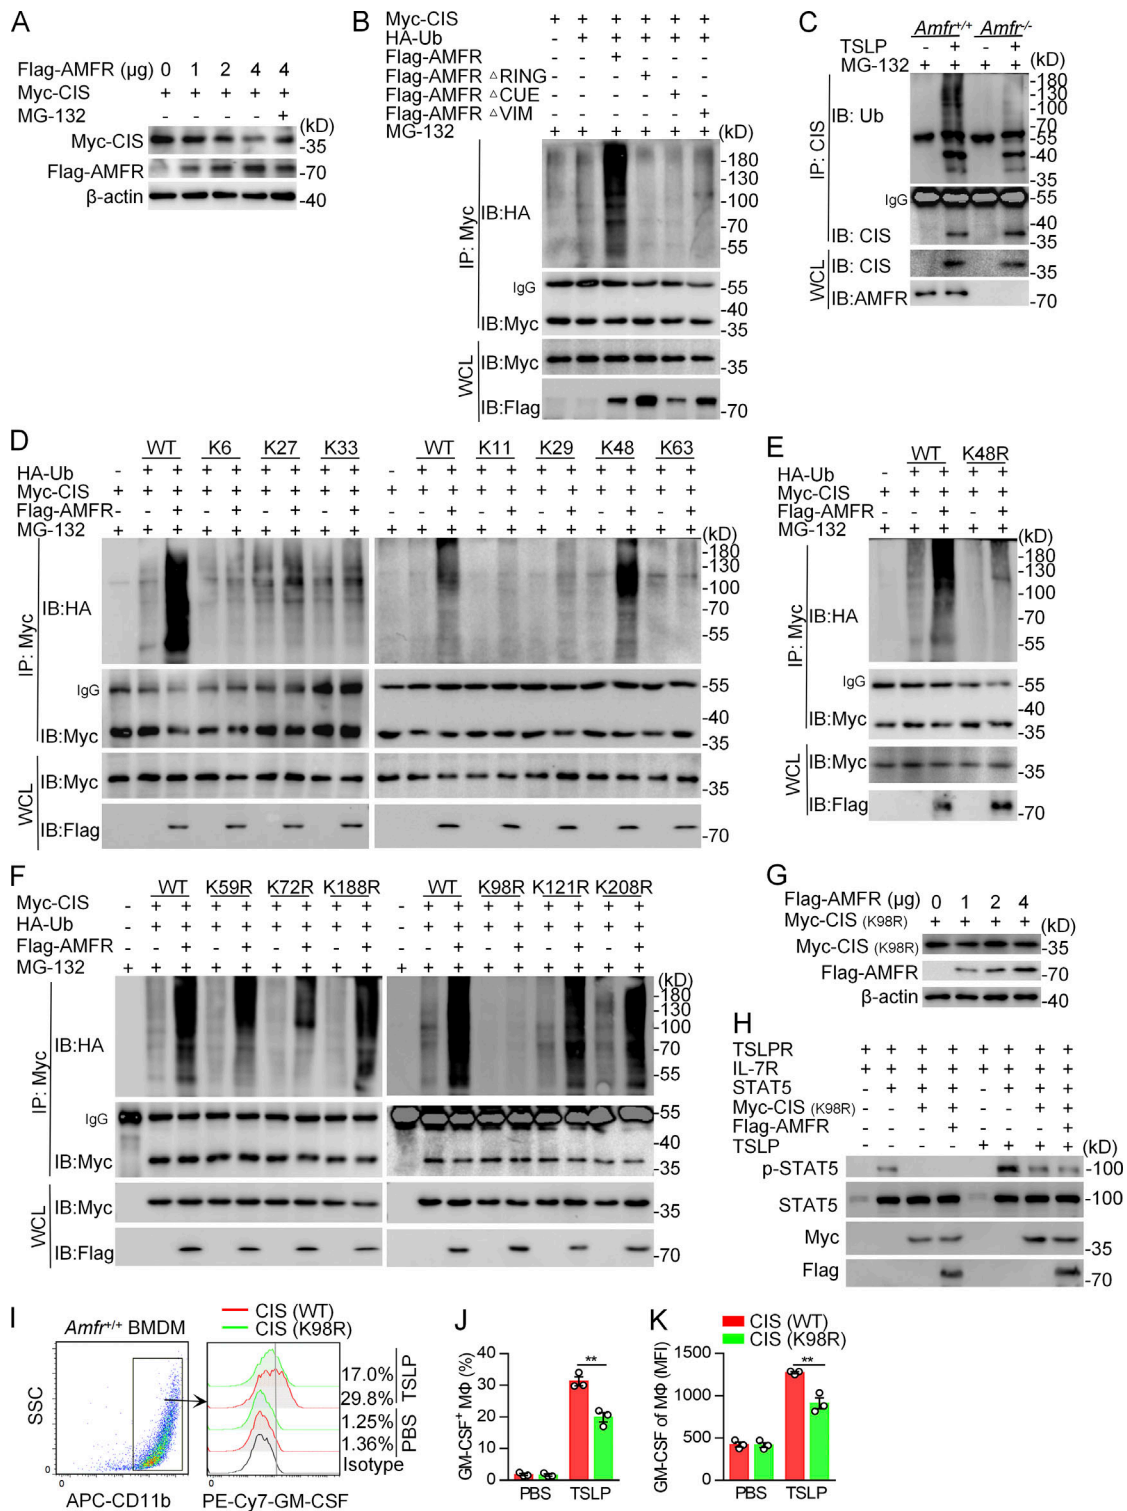 A
Flag-AMFR (μg) 0 1 2 4 4
Myc-CIS + + + + +
MG-132 - - - - +
(kD)
Myc-CIS -35
Flag-AMFR -70
β-actin -40
B
Myc-CIS + + + + + +
HA-Ub - + + + + +
Flag-AMFR - - + - - -
Flag-AMFR △RING - - - + - -
Flag-AMFR △CUE - - - - + -
Flag-AMFR △VIM - - - - - +
MG-132 + + + + + + (kD)
IP: Myc
IB:HA
-180
-130
-100
-70
-55
IgG -55
-40
IB:Myc -35
WCL
IB:Myc -35
IB:Flag -70
C
Amfr+/+ Amfr-/-
TSLP - + - +
MG-132 + + + + (kD)
IP: CIS
IB: Ub
-180
-130
-100
-70
-55
-40
-35
IgG -55
-40
IB: CIS -35
WCL
IB: CIS -35
IB:AMFR -70
D
WT K6 K27 K33 WT K11 K29 K48 K63
HA-Ub - + + + + + + + + - + + + + + + + + + +
Myc-CIS + + + + + + + + + + + + + + + + + + + +
Flag-AMFR - - + - + - + - + - - + - + - + - + - +
MG-132 + + + + + + + + + + + + + + + + + + + +
(kD)
IP: Myc
IB:HA
-180
-130
-100
-70
-55
IgG -55
-40
IB:Myc -35
WCL
IB:Myc -35
IB:Flag -70
E
WT K48R
HA-Ub - + + + +
Myc-CIS + + + + +
Flag-AMFR - - + - +
MG-132 + + + + + (kD)
IP: Myc
IB:HA
-180
-130
-100
-70
-55
IgG -55
-40
IB:Myc -35
WCL
IB:Myc -35
IB:Flag -70
F
WT K59R K72R K188R WT K98R K121R K208R
Myc-CIS - + + + + + + + + - + + + + + + + +
HA-Ub - + + + + + + + + - + + + + + + + +
Flag-AMFR - - + - + - + - + - - + - + - + - +
MG-132 + + + + + + + + + + + + + + + + + +
(kD)
IP: Myc
IB:HA
-180
-130
-100
-70
-55
IgG -55
-40
IB:Myc -35
WCL
IB:Myc -35
IB:Flag -70
G
Flag-AMFR (μg) 0 1 2 4
Myc-CIS (K98R) + + + + (kD)
Myc-CIS (K98R) -35
Flag-AMFR -70
β-actin -40
H
TSLPR + + + + + + + +
IL-7R + + + + + + + +
STAT5 - + + + - + + +
Myc-CIS (K98R) - - + + - - + +
Flag-AMFR - - - + - - - +
TSLP - - - - + + + + (kD)
p-STAT5 -100
STAT5 -100
Myc -35
Flag -70
I
CIS (WT)
CIS (K98R)
Amfr+/+ BMDM
SSC
0
0
APC-CD11b
17.0%
29.8%
TSLP
1.25%
1.36%
PBS
Isotype
0
PE-Cy7-GM-CSF
J
GM-CSF+ MΦ (%)
40
30
20
10
0
**
PBS TSLP
K
CIS (WT)
CIS (K98R)
GM-CSF of MΦ (MFI)
1500
1000
500
0
**
PBS TSLP